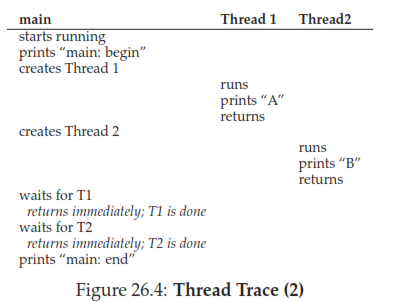 main Thread 1 Thread2
starts running
prints “main: begin”
creates Thread 1
runs
prints “A”
returns
creates Thread 2
runs
prints “B”
returns
waits for T1
returns immediately; T1 is done
waits for T2
returns immediately; T2 is done
prints “main: end”
Figure 26.4: Thread Trace (2)